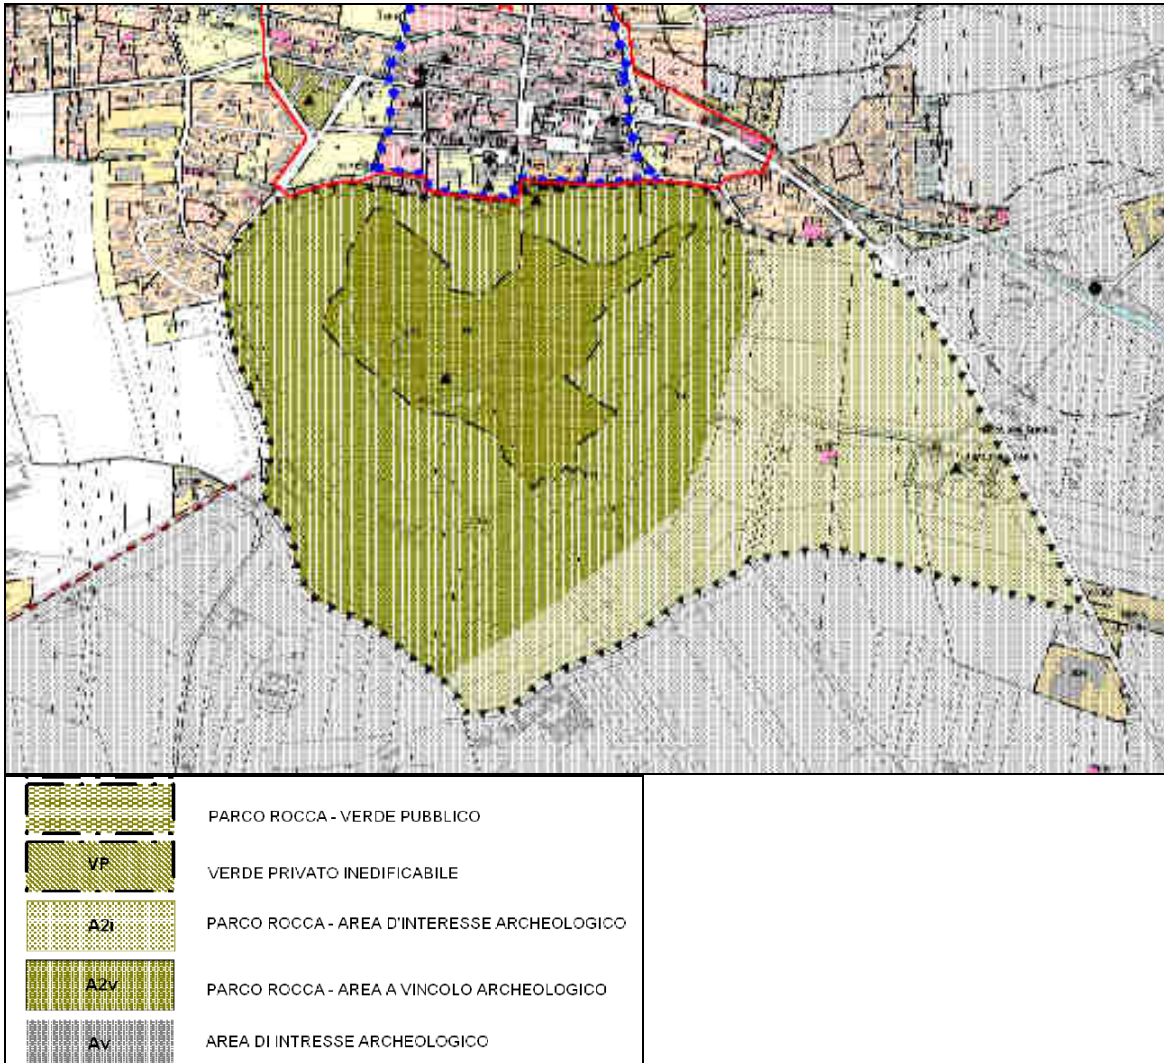 PARCO ROCCA - VERDE PUBBLICO
VP
VERDE PRIVATO INEDIFICABILE
A2i
PARCO ROCCA - AREA D'INTERESSE ARCHEOLOGICO
A2v
PARCO ROCCA - AREA A VINCOLO ARCHEOLOGICO
Av
AREA DI INTRESSE ARCHEOLOGICO